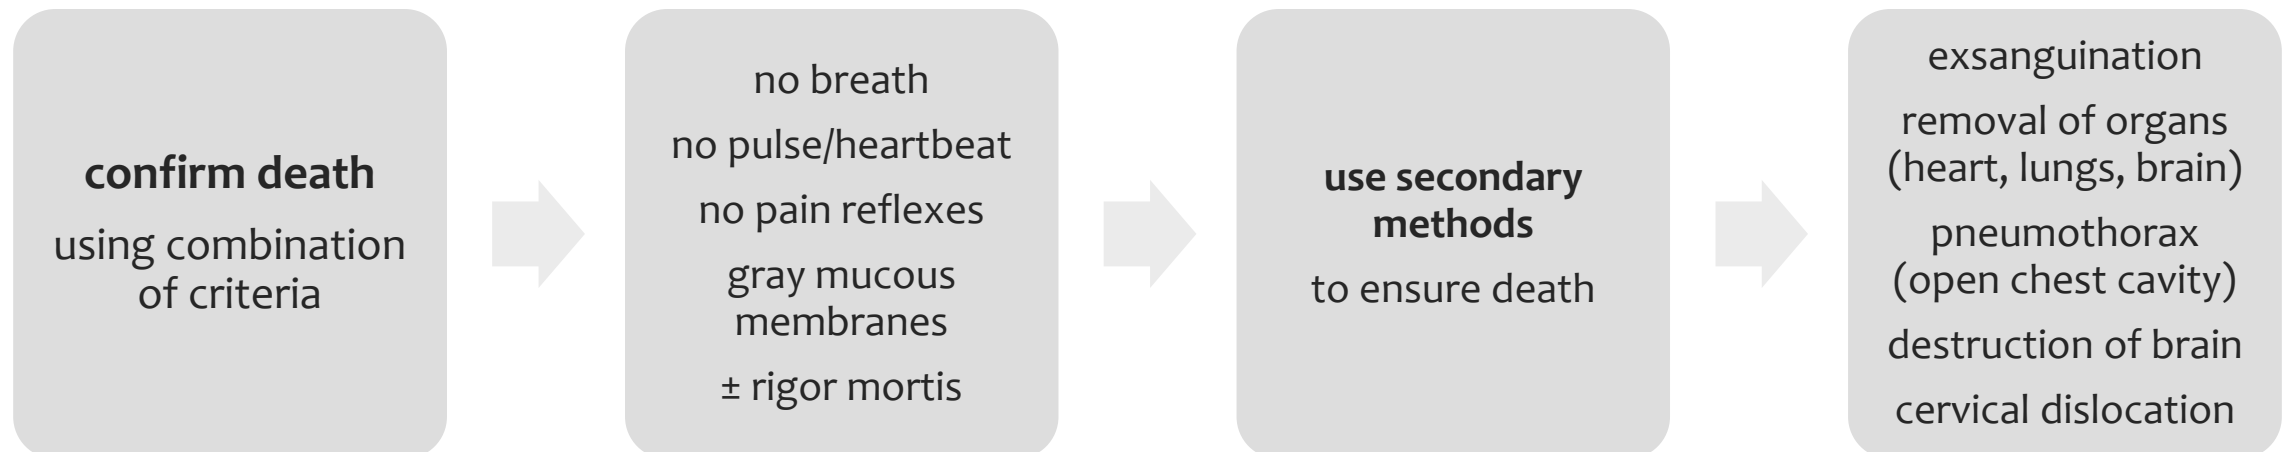 confirm death
using combination
of criteria
no breath
no pulse/heartbeat
no pain reflexes
gray mucous
membranes
± rigor mortis
use secondary
methods
to ensure death
exsanguination
removal of organs
(heart, lungs, brain)
pneumothorax
(open chest cavity)
destruction of brain
cervical dislocation